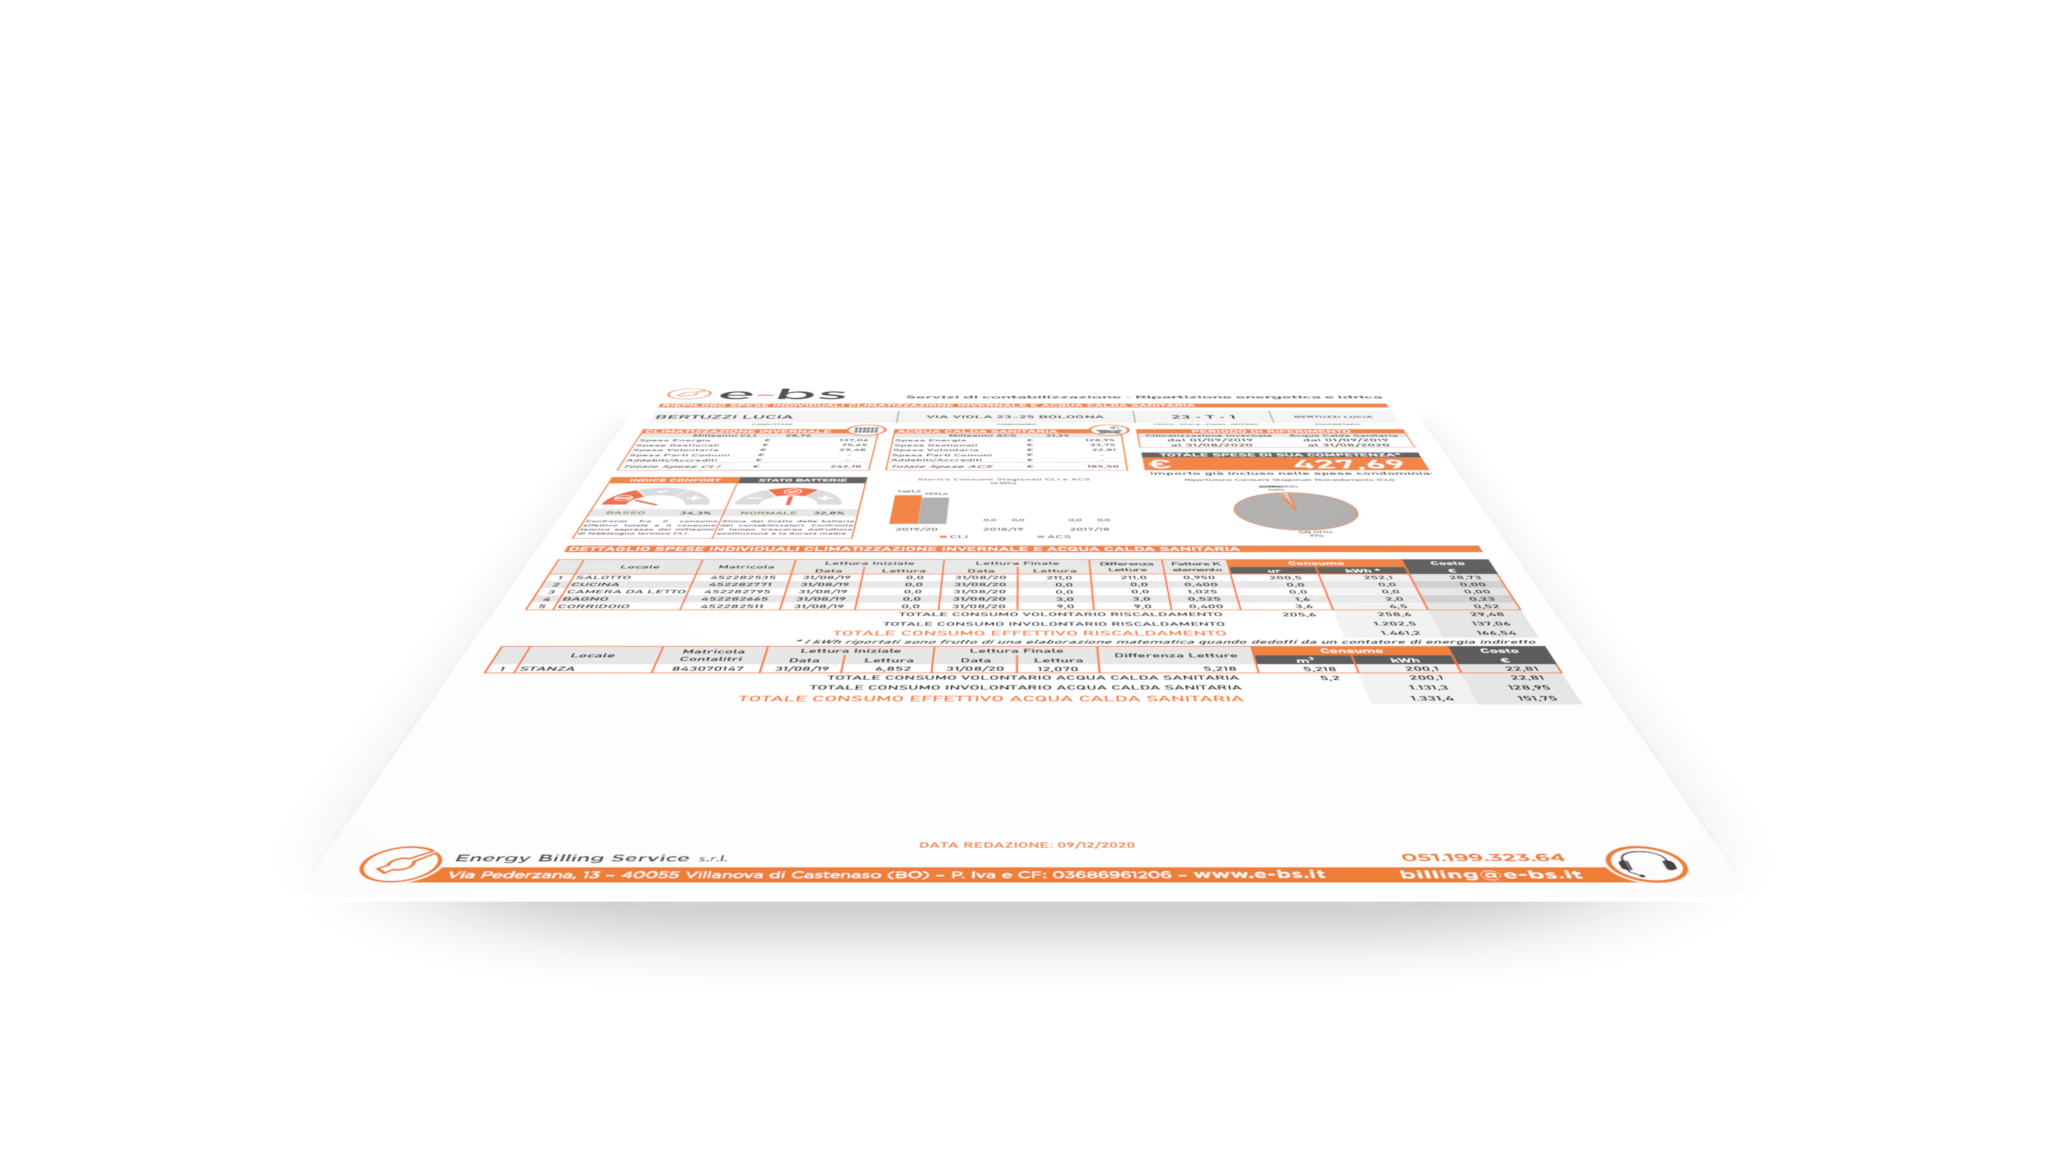 e-bs
Servizi di contabilizzazione - Ripartizione energetica e idrica
RIEPILOGO SPESE INDIVIDUALI CLIMATIZZAZIONE INVERNALE E ACQUA CALDA SANITARIA
BERTUZZI LUCIA VIA VIOLA 23-25 BOLOGNA 23 - T - 1 BERTUZZI LUCIA
CONDUTTORE CONDOMINIO PROPRIETARIO
CLIMATIZZAZIONE INVERNALE
Millesimi CLI 28,76
Spesa Energia € 137,06
Spese Gestionali € 75,65
Spesa Volontaria € 29,48
Spesa Parti Comuni € -
Addebiti/Accrediti € -
Totale Spese CLI € 242,18
ACQUA CALDA SANITARIA
Millesimi ACS 21,25
Spesa Energia € 128,95
Spese Gestionali € 33,75
Spesa Volontaria € 22,81
Spesa Parti Comuni € -
Addebiti/Accrediti € -
Totale Spese ACS € 185,50
PERIODO DI RIFERIMENTO
Climatizzazione Invernale Acqua Calda Sanitaria
dal 01/09/2019 dal 01/09/2019
al 31/08/2020 al 31/08/2020
TOTALE SPESE DI SUA COMPETENZA*
€ 427,69
Importo già incluso nelle spese condominiali
INDICE CONFORT STATO BATTERIE
BASSO 34,3% NORMALE 32,8%
Confronto fra il consumo effettivo totale e il consumo teorico espresso dai millesimi di fabbisogno termico CLI
Stima del livello delle batterie dei contabilizzatori. Confronta il tempo trascorso dall'ultima sostituzione e la durata media.
Storico Consumi Stagionali CLI e ACS
(kWh)
1461,2 1331,4
0,0 0,0 0,0 0,0
2019/20 2018/19 2017/18
CLI ACS
Ripartizione Consumi Stagionali Riscaldamento (CLI)
SALOTTO
97%
DETTAGLIO SPESE INDIVIDUALI CLIMATIZZAZIONE INVERNALE E ACQUA CALDA SANITARIA
Locale Matricola Lettura Iniziale Lettura Finale Differenza Letture Fattore K elemento Consumo Costo
Data Lettura Data Lettura ur kWh * €
1 SALOTTO 452282535 31/08/19 0,0 31/08/20 211,0 211,0 0,950 200,5 252,1 28,73
2 CUCINA 452282771 31/08/19 0,0 31/08/20 0,0 0,0 0,400 0,0 0,0 0,00
3 CAMERA DA LETTO 452282795 31/08/19 0,0 31/08/20 0,0 0,0 1,025 0,0 0,0 0,00
4 BAGNO 452282665 31/08/19 0,0 31/08/20 3,0 3,0 0,525 1,6 2,0 0,23
5 CORRIDOIO 452282511 31/08/19 0,0 31/08/20 9,0 9,0 0,400 3,6 4,5 0,52
TOTALE CONSUMO VOLONTARIO RISCALDAMENTO 205,6 258,6 29,48
TOTALE CONSUMO INVOLONTARIO RISCALDAMENTO 1.202,5 137,06
TOTALE CONSUMO EFFETTIVO RISCALDAMENTO 1.461,2 166,54
* i kWh riportati sono frutto di una elaborazione matematica quando dedotti da un contatore di energia indiretto
Locale Matricola Contalitri Lettura Iniziale Lettura Finale Differenza Letture Consumo Costo
Data Lettura Data Lettura m³ kWh €
1 STANZA 843070147 31/08/19 6,852 31/08/20 12,070 5,218 5,218 200,1 22,81
TOTALE CONSUMO VOLONTARIO ACQUA CALDA SANITARIA 5,2 200,1 22,81
TOTALE CONSUMO INVOLONTARIO ACQUA CALDA SANITARIA 1.131,3 128,95
TOTALE CONSUMO EFFETTIVO ACQUA CALDA SANITARIA 1.331,4 151,75
DATA REDAZIONE: 09/12/2020
Energy Billing Service s.r.l. 051.199.323.64
Via Pederzana, 13 - 40055 Villanova di Castenaso (BO) - P. Iva e CF: 03686961206 - www.e-bs.it billing@e-bs.it